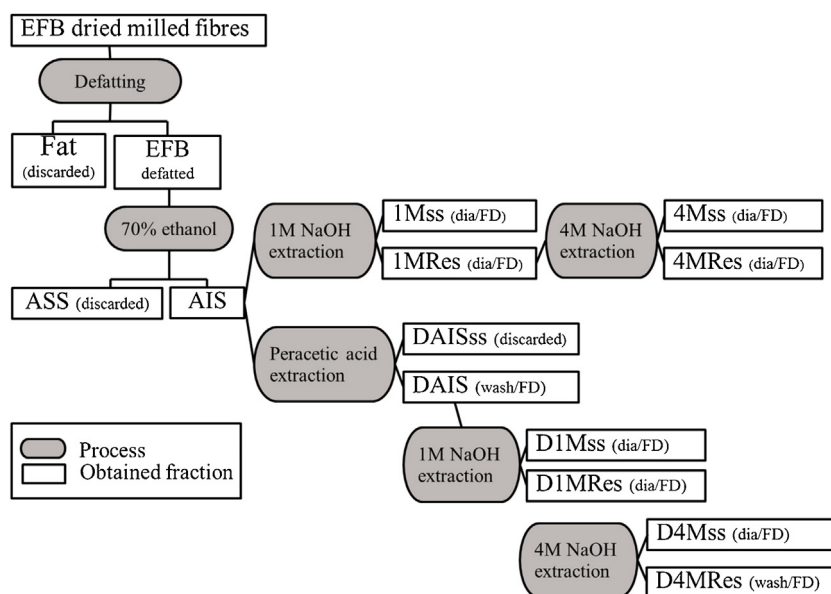 EFB dried milled fibres
Defatting
Fat
(discarded)
EFB
defatted
70% ethanol
ASS (discarded)
AIS
1M NaOH
extraction
1Mss (dia/FD)
1MRes (dia/FD)
4M NaOH
extraction
4Mss (dia/FD)
4MRes (dia/FD)
Peracetic acid
extraction
DAISss (discarded)
DAIS (wash/FD)
1M NaOH
extraction
D1Mss (dia/FD)
D1MRes (dia/FD)
4M NaOH
extraction
D4Mss (dia/FD)
D4MRes (wash/FD)
Process
Obtained fraction